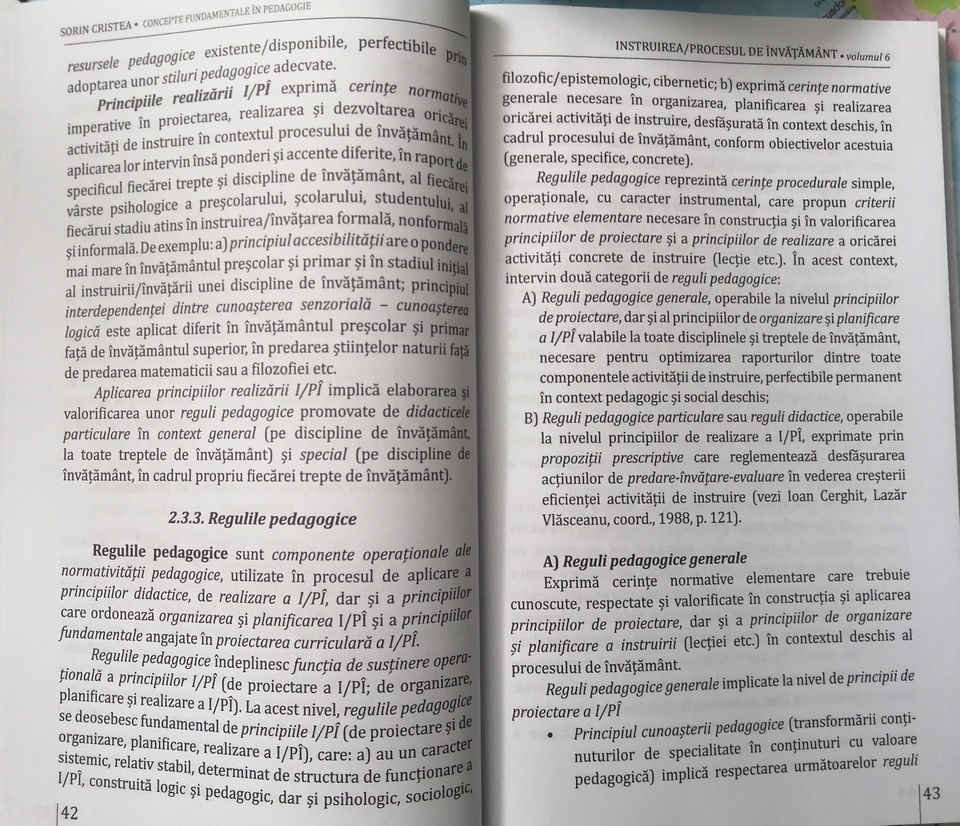 SORIN CRISTEA • CONCEPTE FUNDAMENTALE ÎN PEDAGOGIE
resursele pedagogice existente/disponibile, perfectibile prin
adoptarea unor stiluri pedagogice adecvate.
Principiile realizării I/PÎ exprimă cerințe normative
imperative în proiectarea, realizarea și dezvoltarea oricărei
activități de instruire în contextul procesului de învățământ. În
aplicarea lor intervin însă ponderi și accente diferite, în raport de
specificul fiecărei trepte și discipline de învățământ, al fiecărei
vârste psihologice a preșcolarului, școlarului, studentului, al
fiecărui stadiu atins în instruirea/învățarea formală, nonformală
și informală. De exemplu: a) principiul accesibilității are o pondere
mai mare în învățământul preșcolar și primar și în stadiul inițial
al instruirii/învățării unei discipline de învățământ; principiul
interdependenței dintre cunoașterea senzorială – cunoașterea
logică este aplicat diferit în învățământul preșcolar și primar
față de învățământul superior, în predarea științelor naturii față
de predarea matematicii sau a filozofiei etc.
Aplicarea principiilor realizării I/PÎ implică elaborarea și
valorificarea unor reguli pedagogice promovate de didacticele
particulare în context general (pe discipline de învățământ,
la toate treptele de învățământ) și special (pe discipline de
învățământ, în cadrul propriu fiecărei trepte de învățământ).
2.3.3. Regulile pedagogice
Regulile pedagogice sunt componente operaționale ale
normativității pedagogice, utilizate în procesul de aplicare a
principiilor didactice, de realizare a I/PÎ, dar și a principiilor
care ordonează organizarea și planificarea I/PÎ și a principiilor
fundamentale angajate în proiectarea curriculară a I/PÎ.
Regulile pedagogice îndeplinesc funcția de susținere opera-
țională a principiilor I/PÎ (de proiectare a I/PÎ; de organizare,
planificare și realizare a I/PÎ). La acest nivel, regulile pedagogice
se deosebesc fundamental de principiile I/PÎ (de proiectare și de
organizare, planificare, realizare a I/PÎ), care: a) au un caracter
sistemic, relativ stabil, determinat de structura de funcționare a
I/PÎ, construită logic și pedagogic, dar și psihologic, sociologic,
42
INSTRUIREA/PROCESUL DE ÎNVĂȚĂMÂNT • volumul 6
filozofic/epistemologic, cibernetic; b) exprimă cerințe normative
generale necesare în organizarea, planificarea și realizarea
oricărei activități de instruire, desfășurată în context deschis, în
cadrul procesului de învățământ, conform obiectivelor acestuia
(generale, specifice, concrete).
Regulile pedagogice reprezintă cerințe procedurale simple,
operaționale, cu caracter instrumental, care propun criterii
normative elementare necesare în construcția și în valorificarea
principiilor de proiectare și a principiilor de realizare a oricărei
activități concrete de instruire (lecție etc.). În acest context,
intervin două categorii de reguli pedagogice:
A) Reguli pedagogice generale, operabile la nivelul principiilor
de proiectare, dar și al principiilor de organizare și planificare
a I/PÎ valabile la toate disciplinele și treptele de învățământ,
necesare pentru optimizarea raporturilor dintre toate
componentele activității de instruire, perfectibile permanent
în context pedagogic și social deschis;
B) Reguli pedagogice particulare sau reguli didactice, operabile
la nivelul principiilor de realizare a I/PÎ, exprimate prin
propoziții prescriptive care reglementează desfășurarea
acțiunilor de predare-învățare-evaluare în vederea creșterii
eficienței activității de instruire (vezi Ioan Cerghit, Lazăr
Vlăsceanu, coord., 1988, p. 121).
A) Reguli pedagogice generale
Exprimă cerințe normative elementare care trebuie
cunoscute, respectate și valorificate în construcția și aplicarea
principiilor de proiectare, dar și a principiilor de organizare
și planificare a instruirii (lecției etc.) în contextul deschis al
procesului de învățământ.
Reguli pedagogice generale implicate la nivel de principii de
proiectare a I/PÎ
• Principiul cunoașterii pedagogice (transformării conți-
nuturilor de specialitate în conținuturi cu valoare
pedagogică) implică respectarea următoarelor reguli
43